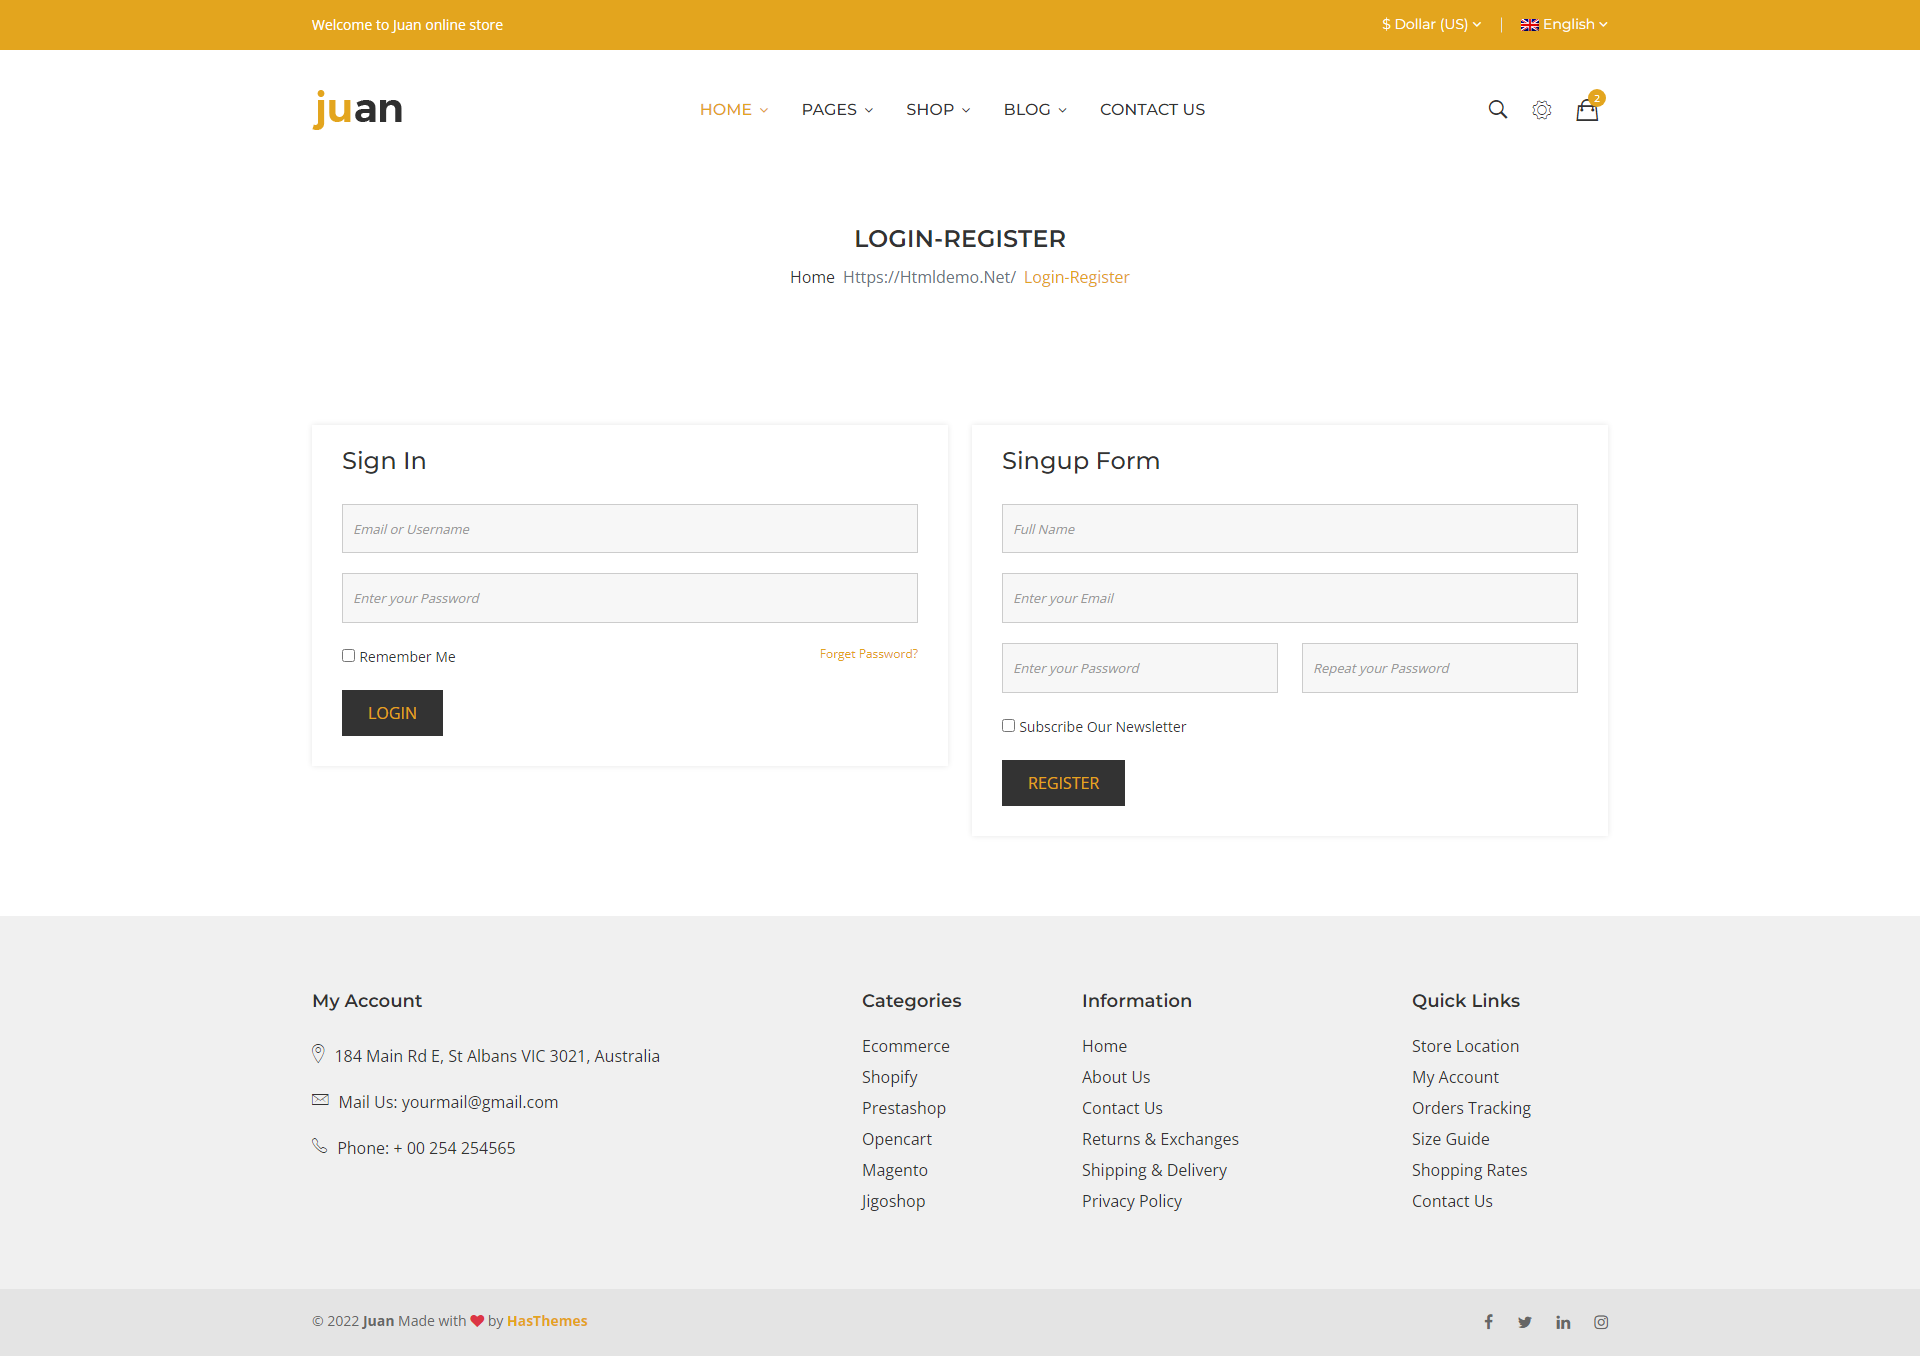 Welcome to Juan online store
$ Dollar (US)
English
juan
HOME
PAGES
SHOP
BLOG
CONTACT US
2
LOGIN-REGISTER
Home Https://Htmldemo.Net/ Login-Register
Sign In
Email or Username
Enter your Password
Remember Me
Forget Password?
LOGIN
Singup Form
Full Name
Enter your Email
Enter your Password
Repeat your Password
Subscribe Our Newsletter
REGISTER
My Account
184 Main Rd E, St Albans VIC 3021, Australia
Mail Us: yourmail@gmail.com
Phone: + 00 254 254565
Categories
Ecommerce
Shopify
Prestashop
Opencart
Magento
Jigoshop
Information
Home
About Us
Contact Us
Returns & Exchanges
Shipping & Delivery
Privacy Policy
Quick Links
Store Location
My Account
Orders Tracking
Size Guide
Shopping Rates
Contact Us
© 2022 Juan Made with ❤ by HasThemes